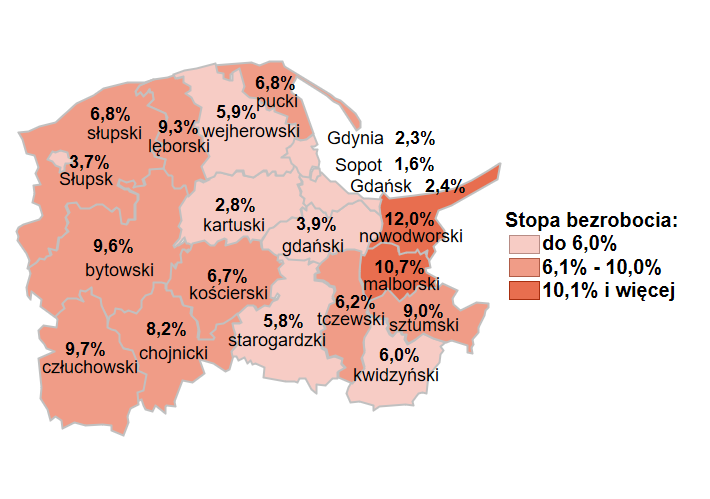 6,8%
pucki
6,8%
słupski
9,3%
lęborski
5,9%
wejherowski
Gdynia 2,3%
Sopot 1,6%
Gdańsk 2,4%
3,7%
Słupsk
2,8%
kartuski
3,9%
gdański
12,0%
nowodworski
Stopa bezrobocia:
do 6,0%
6,1% - 10,0%
10,1% i więcej
9,6%
bytowski
6,7%
kościerski
10,7%
malborski
6,2%
tczewski
9,0%
sztumski
5,8%
starogardzki
8,2%
chojnicki
9,7%
człuchowski
6,0%
kwidzyński